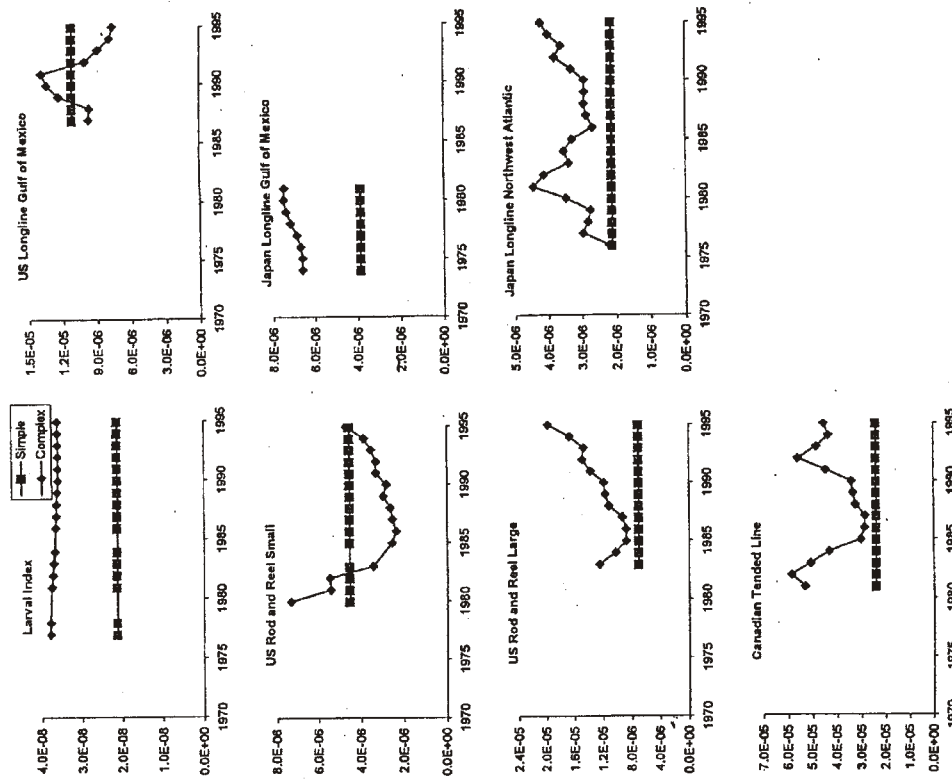 Simple
Complex
Larval Index
4.0E-08
2.0E-08
0.0E+00
1970 1975 1980 1985 1990 1995
US Longline Gulf of Mexico
1.5E-05
1.2E-05
9.0E-06
6.0E-06
3.0E-06
0.0E+00
1970 1975 1980 1985 1990 1995
US Rod and Reel Small
8.0E-06
6.0E-06
4.0E-06
2.0E-06
0.0E+00
1970 1975 1980 1985 1990 1995
Japan Longline Gulf of Mexico
8.0E-06
6.0E-06
4.0E-06
2.0E-06
0.0E+00
1970 1975 1980 1985 1990 1995
US Rod and Reel Large
2.4E-05
2.0E-05
1.6E-05
1.2E-05
8.0E-06
4.0E-06
0.0E+00
1970 1975 1980 1985 1990 1995
Japan Longline Northwest Atlantic
5.0E-06
4.0E-06
3.0E-06
2.0E-06
1.0E-06
0.0E+00
1970 1975 1980 1985 1990 1995
Canadian Tended Line
7.0E-05
6.0E-05
5.0E-05
4.0E-05
3.0E-05
2.0E-05
1.0E-05
0.0E+00
1970 1975 1980 1985 1990 1995